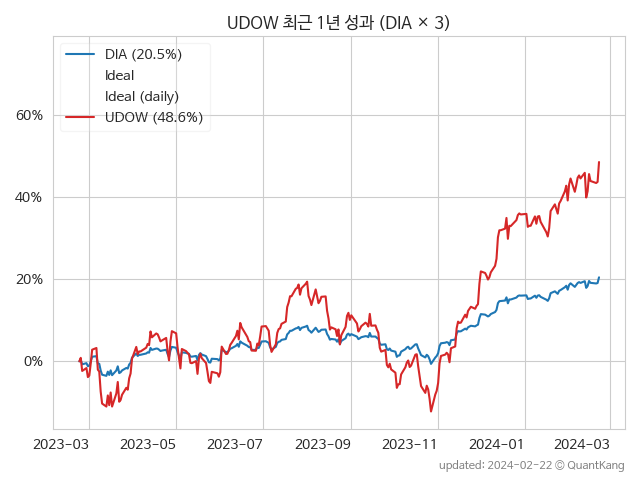 UDOW 최근 1년 성과 (DIA × 3)
DIA (20.5%)
Ideal
Ideal (daily)
UDOW (48.6%)
60%
40%
20%
0%
2023-03 2023-05 2023-07 2023-09 2023-11 2024-01 2024-03
updated: 2024-02-22 © QuantKang